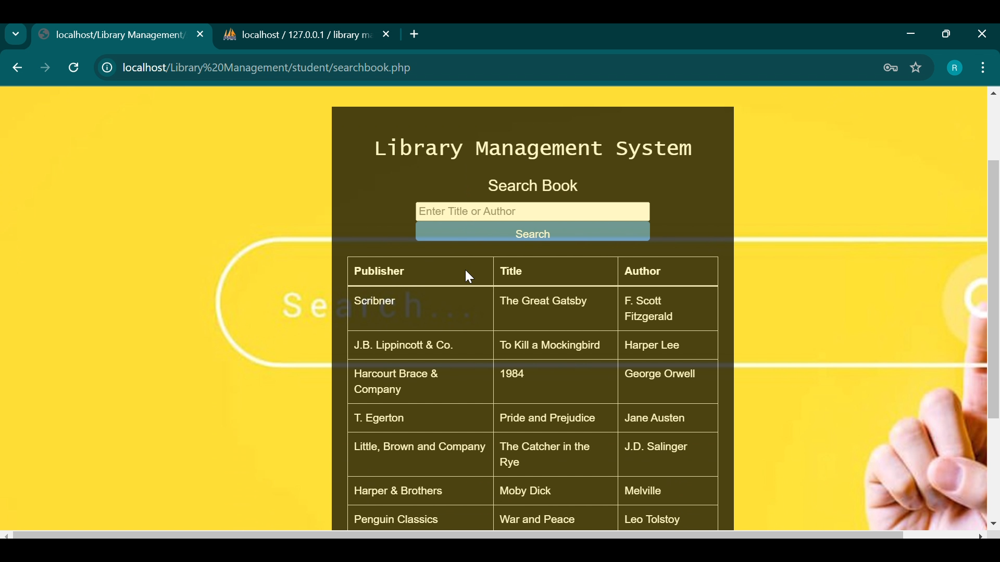 localhost/Library Management/
localhost / 127.0.0.1 / library ma
localhost/Library%20Management/student/searchbook.php
R
Library Management System
Search Book
Enter Title or Author
Search
Publisher Title Author
Search...
Scribner The Great Gatsby F. Scott
Fitzgerald
J.B. Lippincott & Co. To Kill a Mockingbird Harper Lee
Harcourt Brace & 1984 George Orwell
Company
T. Egerton Pride and Prejudice Jane Austen
Little, Brown and Company The Catcher in the J.D. Salinger
Rye
Harper & Brothers Moby Dick Melville
Penguin Classics War and Peace Leo Tolstoy